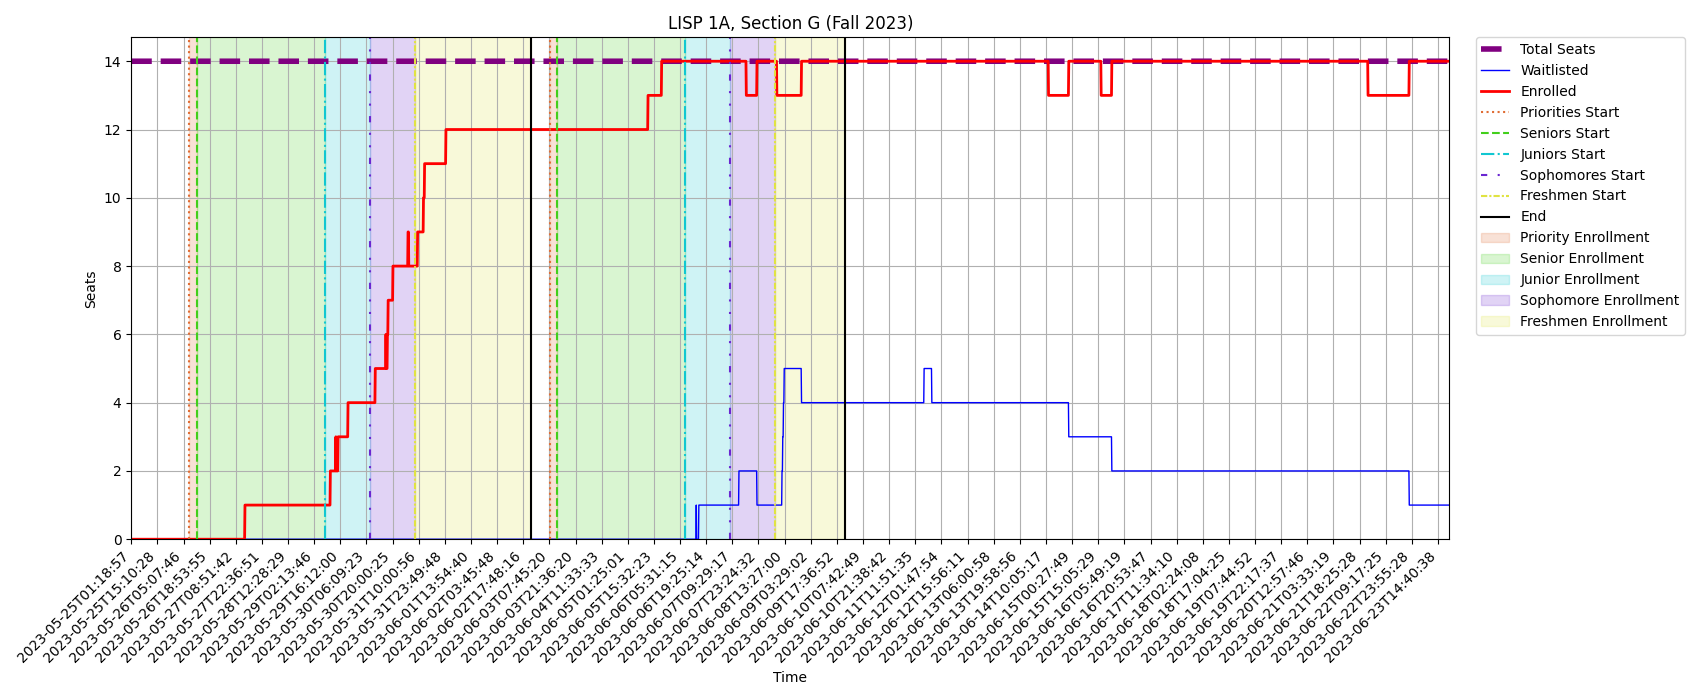 LISP 1A, Section G (Fall 2023)
Seats
14
12
10
8
6
4
2
0
2023-05-25T01:18:57
2023-05-25T15:10:28
2023-05-26T05:07:46
2023-05-26T18:53:55
2023-05-27T08:51:42
2023-05-27T22:36:51
2023-05-28T12:28:29
2023-05-29T02:13:46
2023-05-29T16:12:00
2023-05-30T06:09:23
2023-05-30T20:00:25
2023-05-31T10:00:56
2023-05-31T23:49:48
2023-06-01T13:54:40
2023-06-02T03:45:48
2023-06-02T17:48:16
2023-06-03T07:45:20
2023-06-03T21:36:20
2023-06-04T11:33:33
2023-06-05T01:25:01
2023-06-05T15:32:23
2023-06-06T05:31:15
2023-06-06T19:25:14
2023-06-07T09:29:17
2023-06-07T23:24:32
2023-06-08T13:27:00
2023-06-09T03:29:02
2023-06-09T17:36:52
2023-06-10T07:42:49
2023-06-10T21:38:42
2023-06-11T11:51:35
2023-06-12T01:47:54
2023-06-12T15:56:11
2023-06-13T06:00:58
2023-06-13T19:58:56
2023-06-14T10:05:17
2023-06-15T00:27:49
2023-06-15T15:05:29
2023-06-16T05:49:19
2023-06-16T20:53:47
2023-06-17T11:34:10
2023-06-18T02:24:08
2023-06-18T17:04:25
2023-06-19T07:44:52
2023-06-19T22:17:37
2023-06-20T12:57:46
2023-06-21T03:33:19
2023-06-21T18:25:28
2023-06-22T09:17:25
2023-06-22T23:55:28
2023-06-23T14:40:38
Time
Total Seats
Waitlisted
Enrolled
Priorities Start
Seniors Start
Juniors Start
Sophomores Start
Freshmen Start
End
Priority Enrollment
Senior Enrollment
Junior Enrollment
Sophomore Enrollment
Freshmen Enrollment